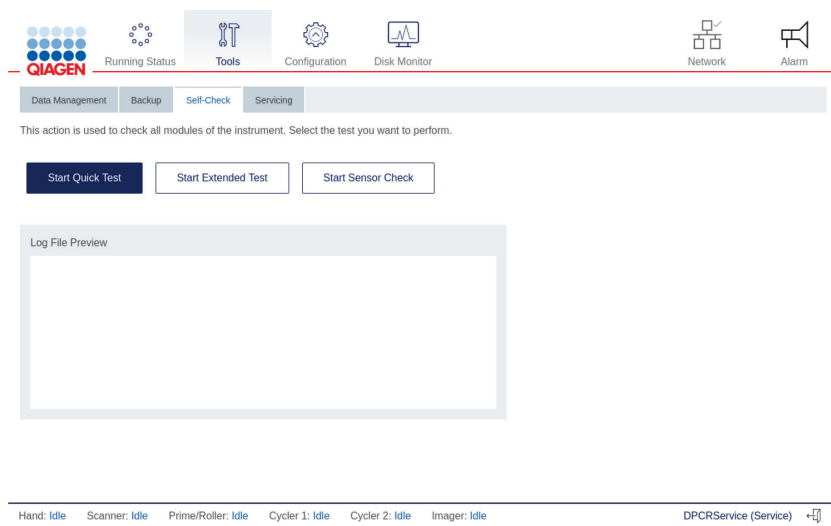 QIAGEN
Running Status Tools Configuration Disk Monitor Network Alarm
Data Management Backup Self-Check Servicing
This action is used to check all modules of the instrument. Select the test you want to perform.
Start Quick Test Start Extended Test Start Sensor Check
Log File Preview
Hand: Idle Scanner: Idle Prime/Roller: Idle Cycler 1: Idle Cycler 2: Idle Imager: Idle DPCRService (Service)